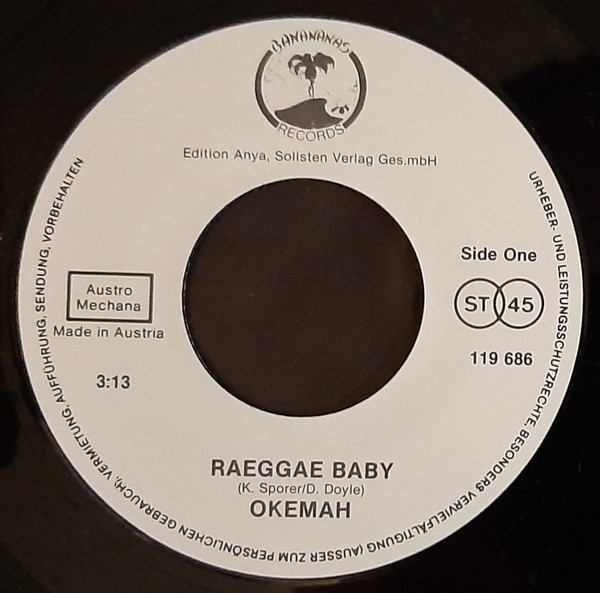 BANANANAS
RECORDS
Edition Anya, Solisten Verlag Ges.mbH
Side One
Austro
Mechana
Made in Austria
ST 45
119 686
3:13
RAEGGAE BABY
(K. Sporer/D. Doyle)
OKEMAH
URHEBER- UND LEISTUNGSSCHUTZRECHTE, BESONDERS VERVIELFÄLTIGUNG (AUSSER ZUM PERSÖNLICHEN GEBRAUCH), VERMIETUNG, AUFFÜHRUNG, SENDUNG, VORBEHALTEN